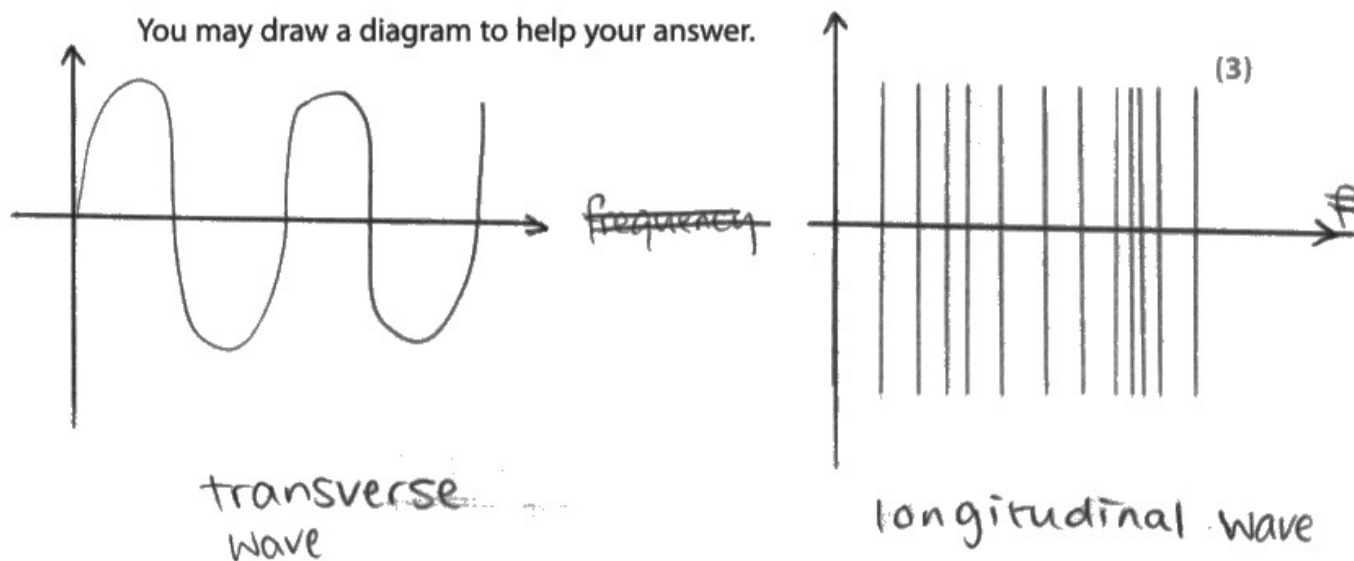 You may draw a diagram to help your answer.
(3)
frequency
transverse
wave
longitudinal wave